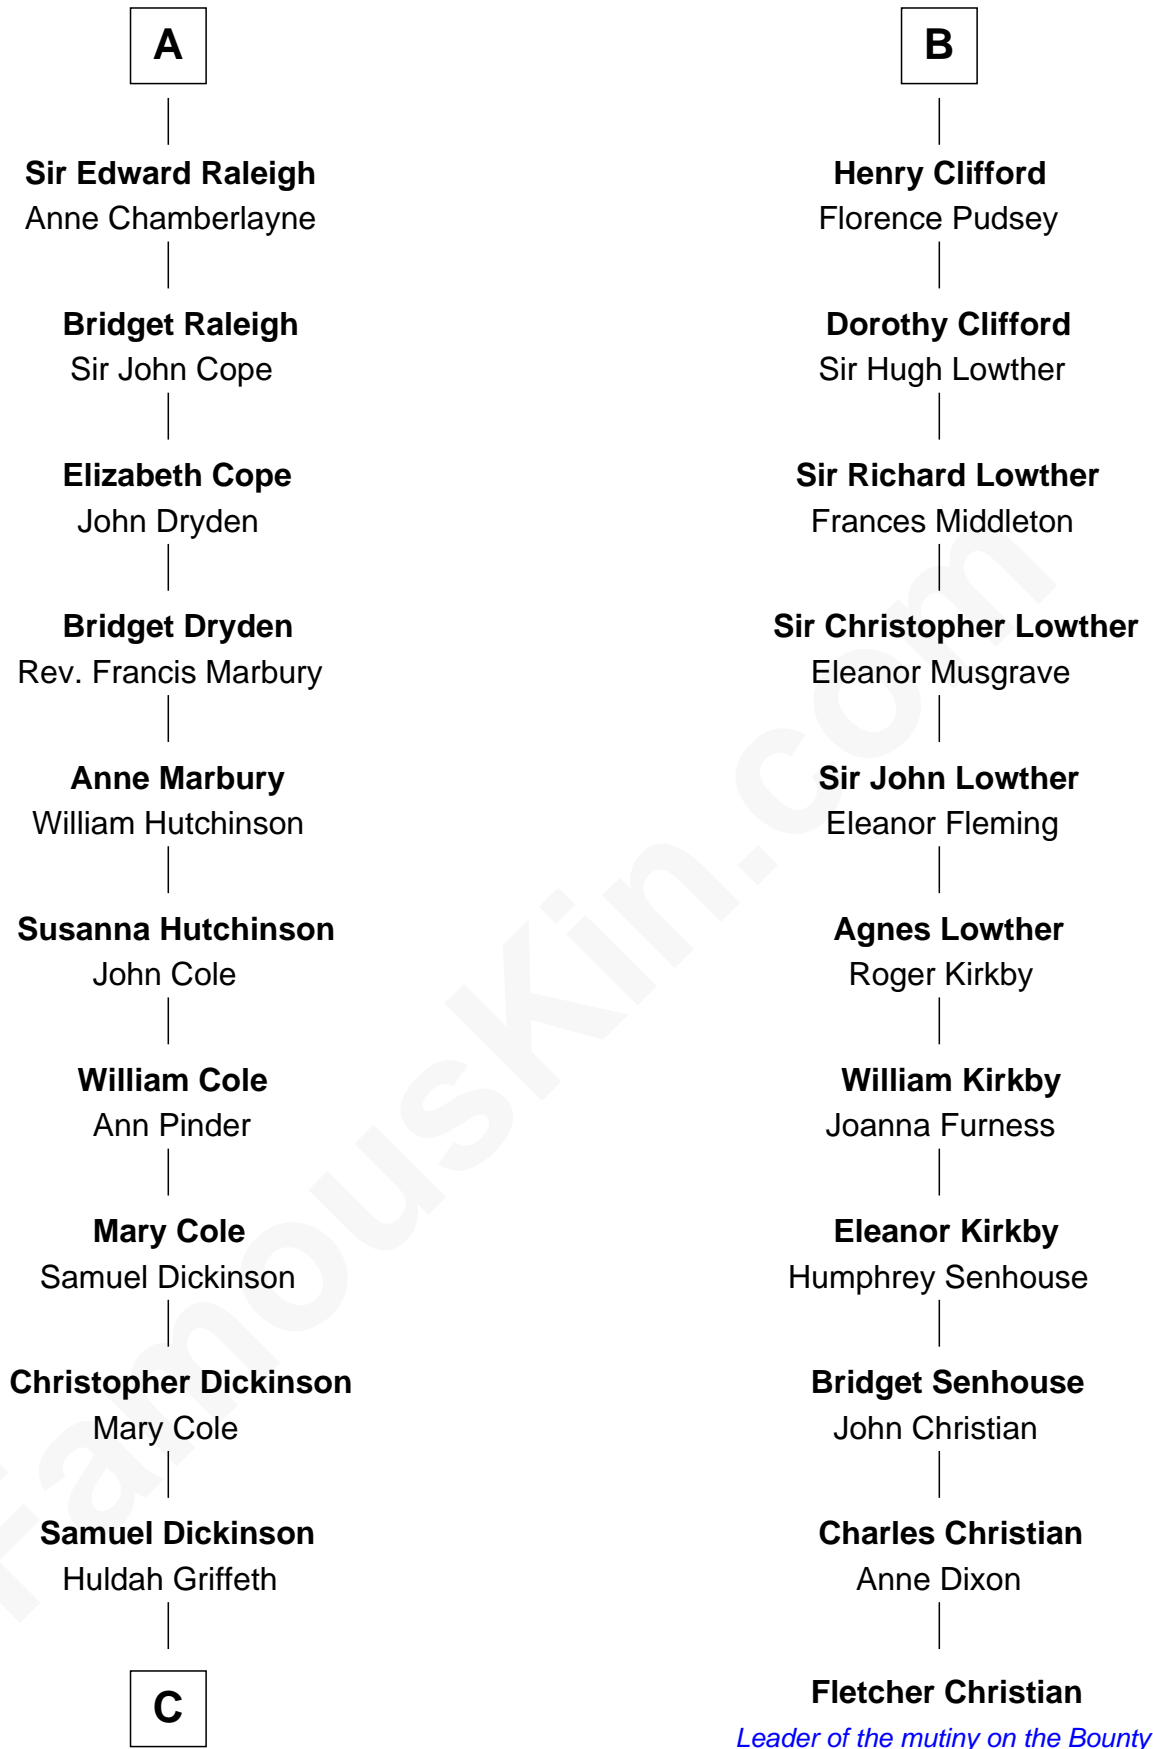 A
Sir Edward Raleigh
Anne Chamberlayne
Bridget Raleigh
Sir John Cope
Elizabeth Cope
John Dryden
Bridget Dryden
Rev. Francis Marbury
Anne Marbury
William Hutchinson
Susanna Hutchinson
John Cole
William Cole
Ann Pinder
Mary Cole
Samuel Dickinson
Christopher Dickinson
Mary Cole
Samuel Dickinson
Huldah Griffeth
C
B
Henry Clifford
Florence Pudsey
Dorothy Clifford
Sir Hugh Lowther
Sir Richard Lowther
Frances Middleton
Sir Christopher Lowther
Eleanor Musgrave
Sir John Lowther
Eleanor Fleming
Agnes Lowther
Roger Kirkby
William Kirkby
Joanna Furness
Eleanor Kirkby
Humphrey Senhouse
Bridget Senhouse
John Christian
Charles Christian
Anne Dixon
Fletcher Christian
Leader of the mutiny on the Bounty
FamousKin.com